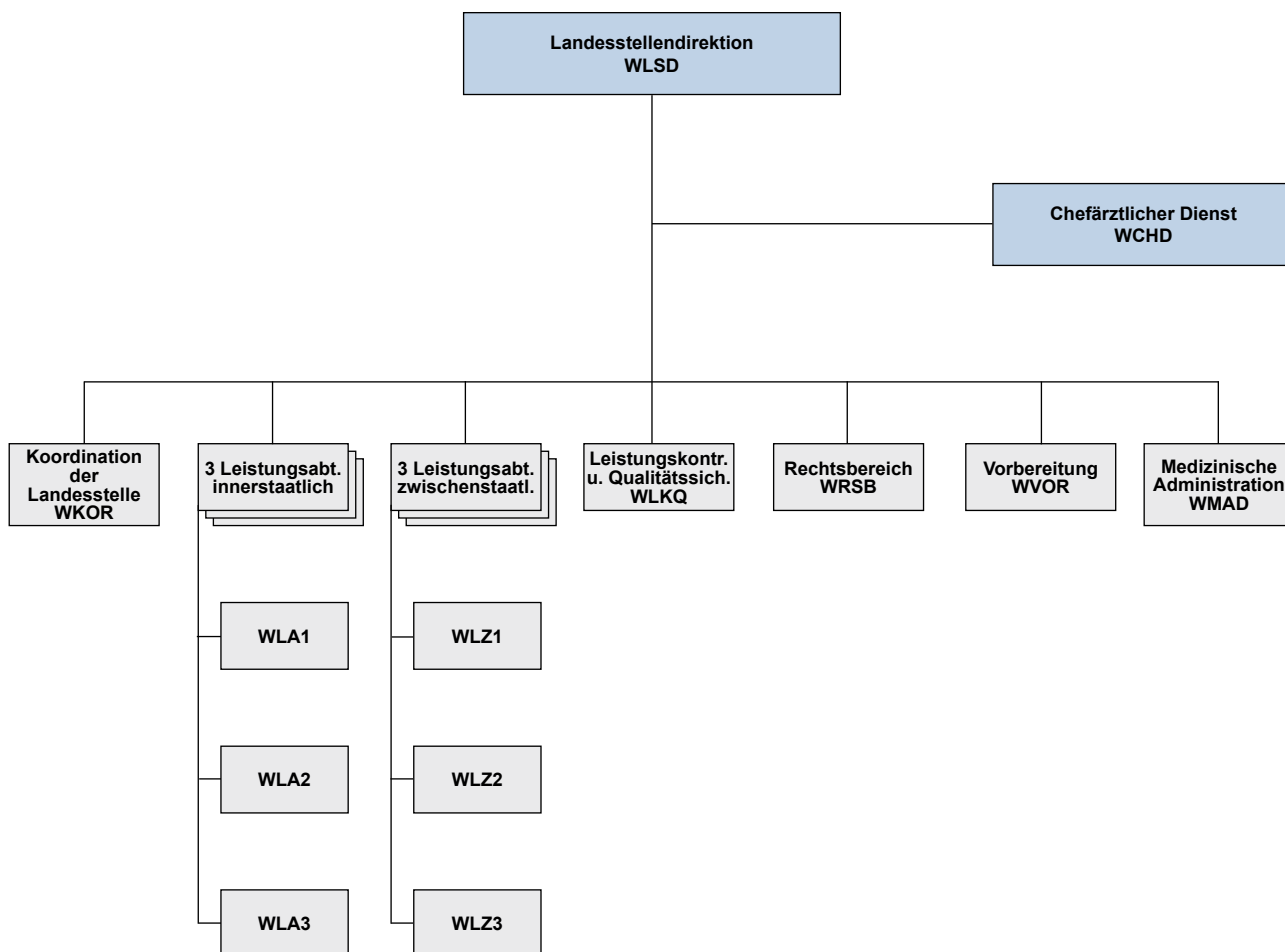 Landesstellendirektion
WLSD
Chefärztlicher Dienst
WCHD
Koordination
der
Landesstelle
WKOR
3 Leistungsabt.
innerstaatlich
3 Leistungsabt.
zwischenstaatl.
Leistungskontr.
u. Qualitätssich.
WLKQ
Rechtsbereich
WRSB
Vorbereitung
WVOR
Medizinische
Administration
WMAD
WLA1
WLZ1
WLA2
WLZ2
WLA3
WLZ3